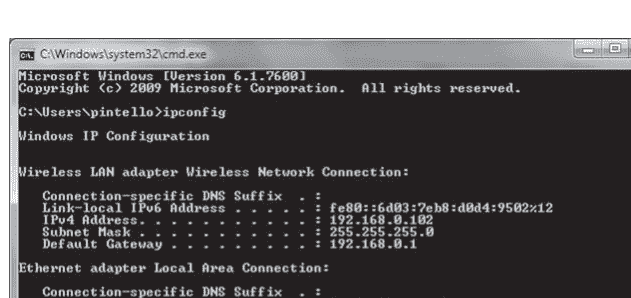 C:\Windows\system32\cmd.exe
Microsoft Windows [Version 6.1.7600]
Copyright (c) 2009 Microsoft Corporation.  All rights reserved.
C:\Users\pintello>ipconfig
Windows IP Configuration
Wireless LAN adapter Wireless Network Connection:
Connection-specific DNS Suffix  . :
Link-local IPv6 Address . . . . . : fe80::6d03:7eb8:d0d4:9502%12
IPv4 Address. . . . . . . . . . . : 192.168.0.102
Subnet Mask . . . . . . . . . . . : 255.255.255.0
Default Gateway . . . . . . . . . : 192.168.0.1
Ethernet adapter Local Area Connection:
Connection-specific DNS Suffix  . :